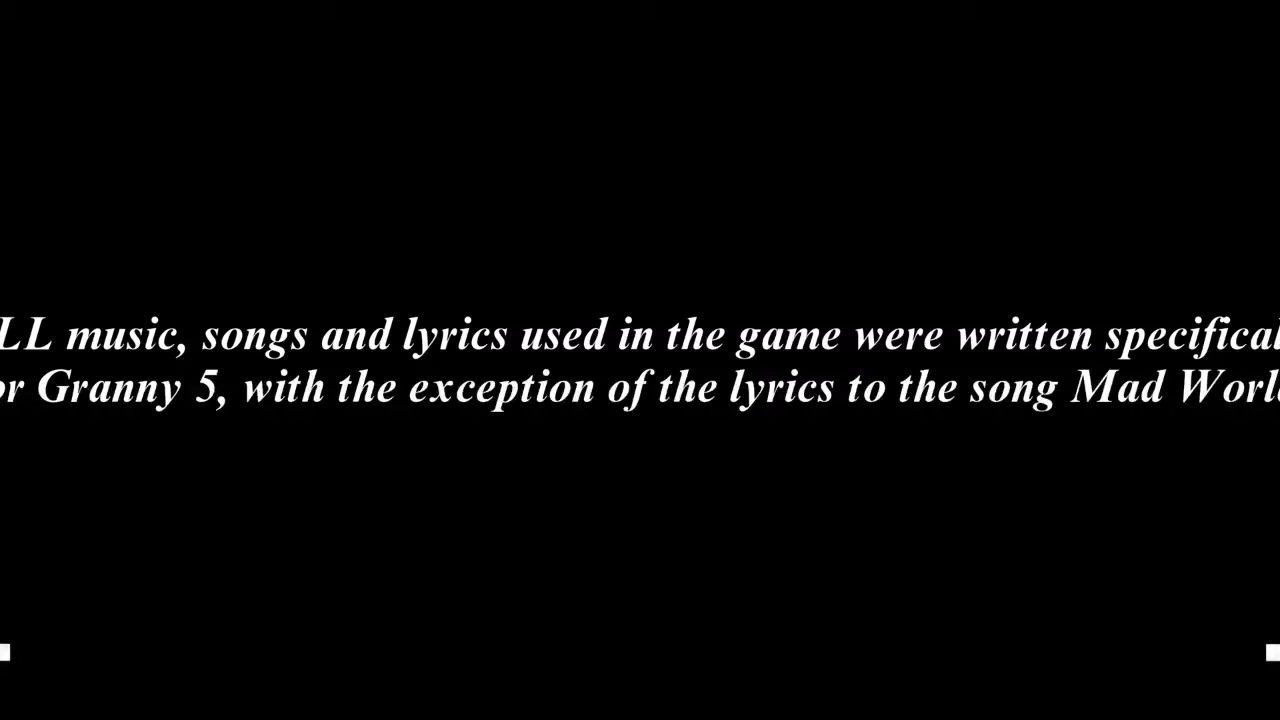 LL music, songs and lyrics used in the game were written specifical
or Granny 5, with the exception of the lyrics to the song Mad Worl